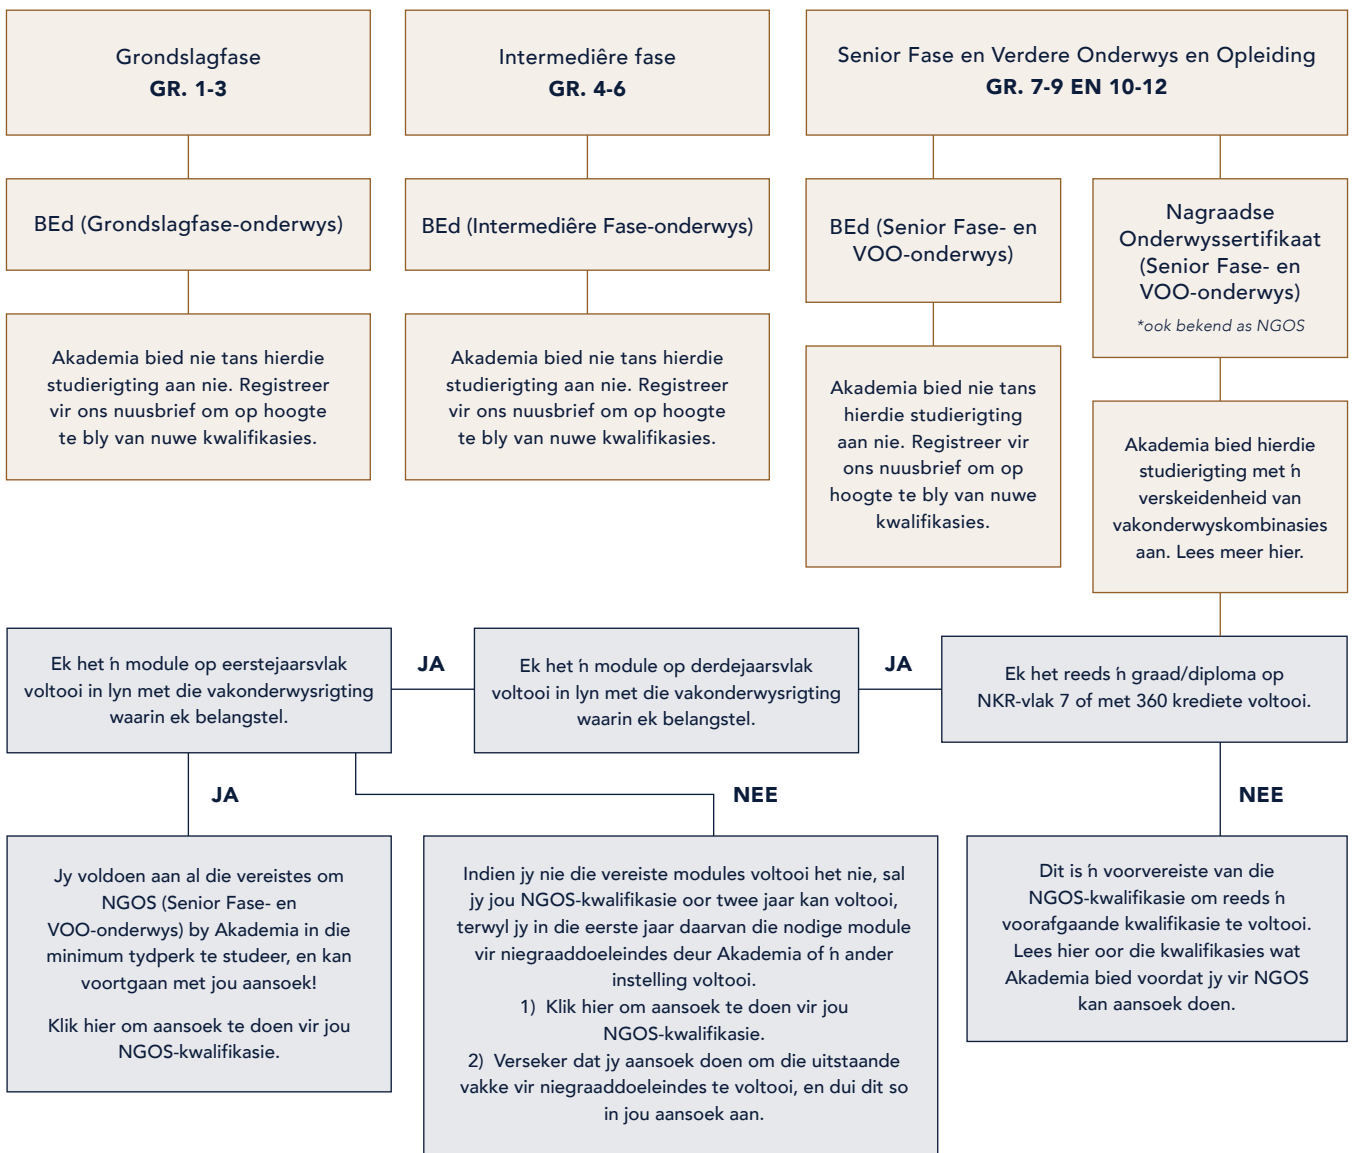 Grondslagfase
GR. 1-3
Intermediêre fase
GR. 4-6
Senior Fase en Verdere Onderwys en Opleiding
GR. 7-9 EN 10-12
BEd (Grondslagfase-onderwys)
BEd (Intermediêre Fase-onderwys)
BEd (Senior Fase- en
VOO-onderwys)
Nagraadse
Onderwyssertifikaat
(Senior Fase- en
VOO-onderwys)
*ook bekend as NGOS
Akademia bied nie tans hierdie
studierigting aan nie. Registreer
vir ons nuusbrief om op hoogte
te bly van nuwe kwalifikasies.
Akademia bied nie tans hierdie
studierigting aan nie. Registreer
vir ons nuusbrief om op hoogte
te bly van nuwe kwalifikasies.
Akademia bied nie tans
hierdie studierigting
aan nie. Registreer vir
ons nuusbrief om op
hoogte te bly van nuwe
kwalifikasies.
Akademia bied hierdie
studierigting met ŉ
verskeidenheid van
vakonderwyskombinasies
aan. Lees meer hier.
Ek het ŉ module op eerstejaarsvlak
voltooi in lyn met die vakonderwysrigting
waarin ek belangstel.
JA
Ek het ŉ module op derdejaarsvlak
voltooi in lyn met die vakonderwysrigting
waarin ek belangstel.
JA
Ek het reeds ŉ graad/diploma op
NKR-vlak 7 of met 360 krediete voltooi.
JA
NEE
NEE
Jy voldoen aan al die vereistes om
NGOS (Senior Fase- en
VOO-onderwys) by Akademia in die
minimum tydperk te studeer, en kan
voortgaan met jou aansoek!
Klik hier om aansoek te doen vir jou
NGOS-kwalifikasie.
Indien jy nie die vereiste modules voltooi het nie, sal
jy jou NGOS-kwalifikasie oor twee jaar kan voltooi,
terwyl jy in die eerste jaar daarvan die nodige module
vir niegraaddoeleindes deur Akademia of ŉ ander
instelling voltooi.
1) Klik hier om aansoek te doen vir jou
NGOS-kwalifikasie.
2) Verseker dat jy aansoek doen om die uitstaande
vakke vir niegraaddoeleindes te voltooi, en dui dit so
in jou aansoek aan.
Dit is ŉ voorvereiste van die
NGOS-kwalifikasie om reeds ŉ
voorafgaande kwalifikasie te voltooi.
Lees hier oor die kwalifikasies wat
Akademia bied voordat jy vir NGOS
kan aansoek doen.